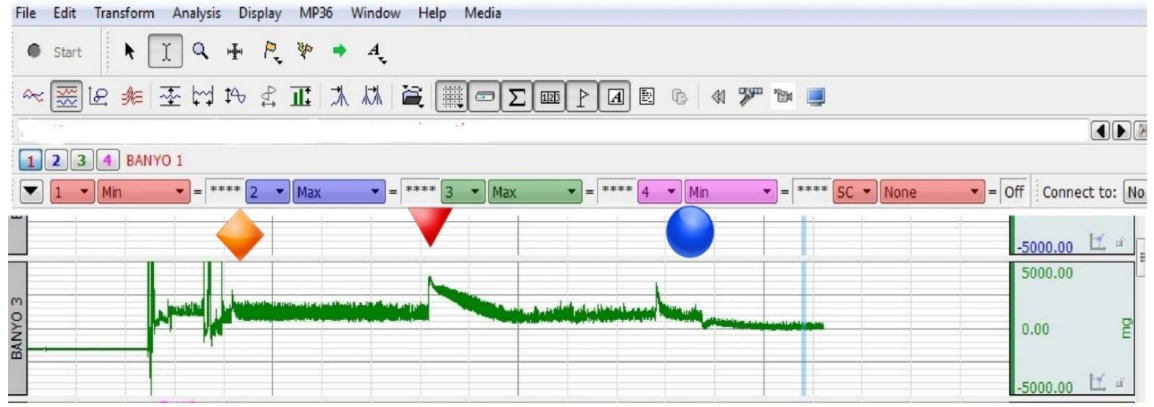 File Edit Transform Analysis Display MP36 Window Help Media
Start
1 2 3 4 BANYO 1
1 Min = **** 2 Max = **** 3 Max = **** 4 Min = **** SC None = Off Connect to: No
-5000.00
5000.00
BANYO 3
0.00
mg
-5000.00